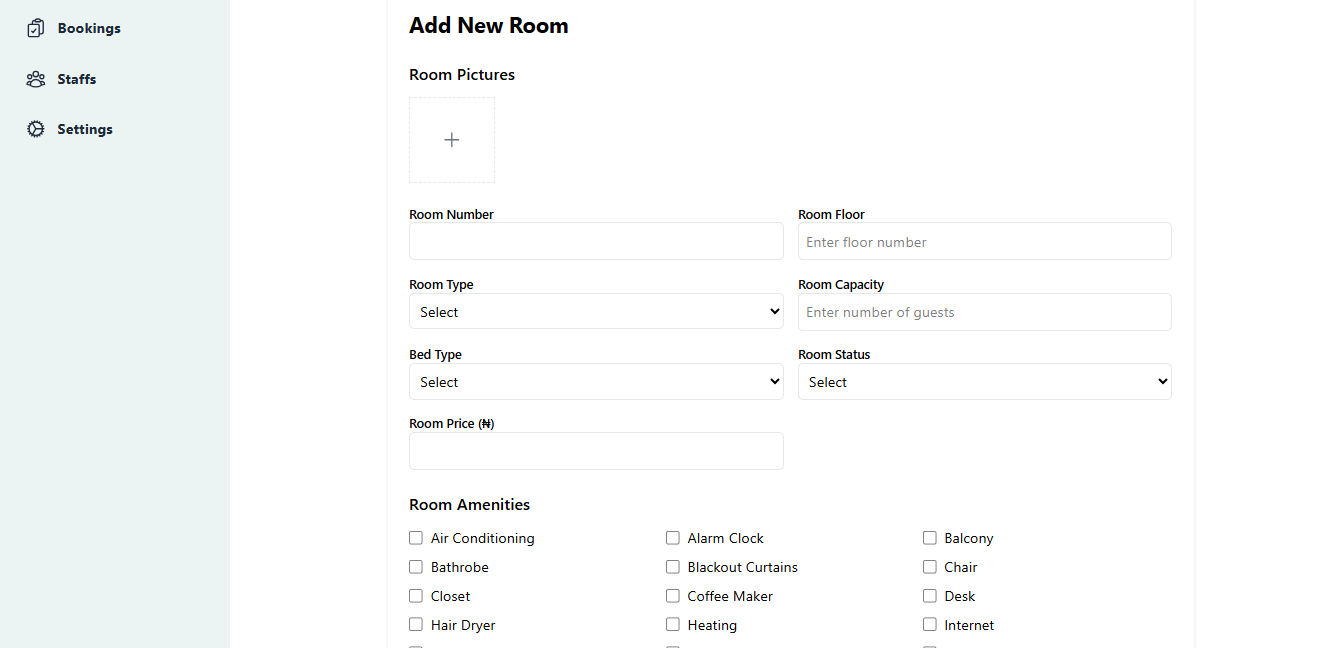 Bookings
Staffs
Settings
Add New Room
Room Pictures
Room Number
Room Floor
Enter floor number
Room Type
Room Capacity
Select
Enter number of guests
Bed Type
Room Status
Select
Select
Room Price (₦)
Room Amenities
Air Conditioning
Alarm Clock
Balcony
Bathrobe
Blackout Curtains
Chair
Closet
Coffee Maker
Desk
Hair Dryer
Heating
Internet